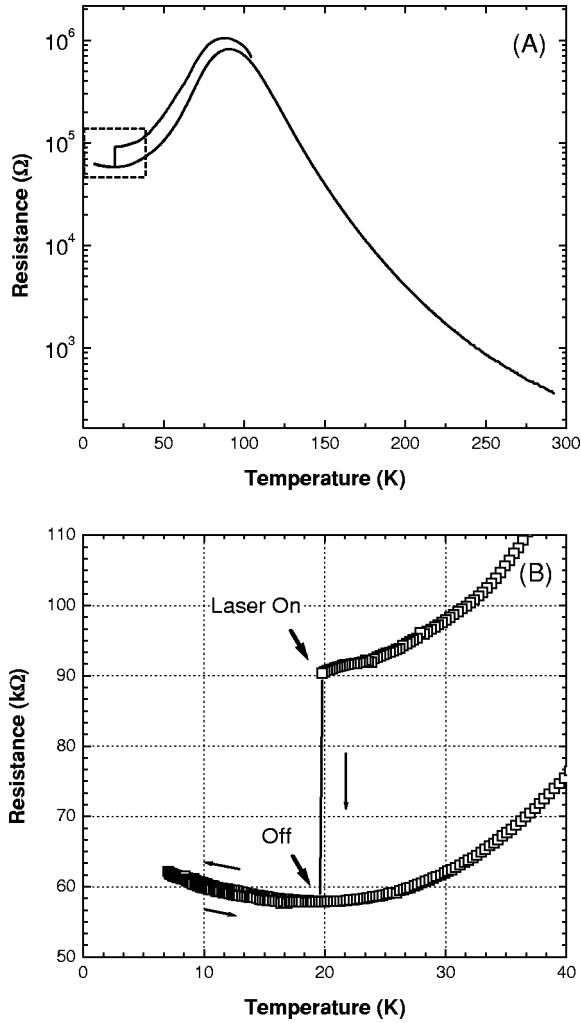 (A)
Resistance (Ω)
10⁶
10⁵
10⁴
10³
0 50 100 150 200 250 300
Temperature (K)
(B)
Resistance (kΩ)
110
100
90
80
70
60
50
Laser On
Off
0 10 20 30 40
Temperature (K)